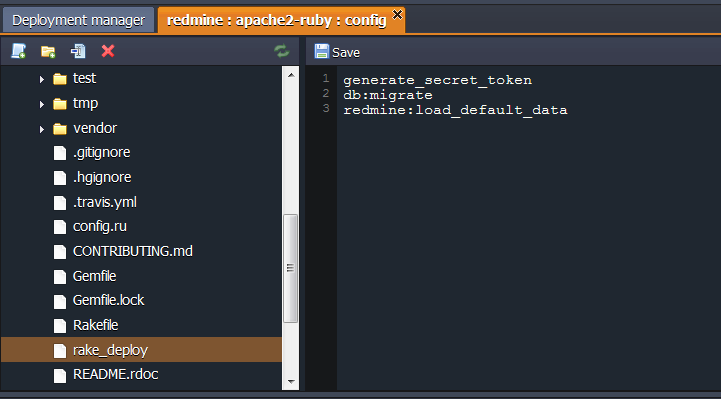 Deployment manager
redmine : apache2-ruby : config
Save
test
tmp
vendor
.gitignore
.hgignore
.travis.yml
config.ru
CONTRIBUTING.md
Gemfile
Gemfile.lock
Rakefile
rake_deploy
README.rdoc
1 generate_secret_token
2 db:migrate
3 redmine:load_default_data